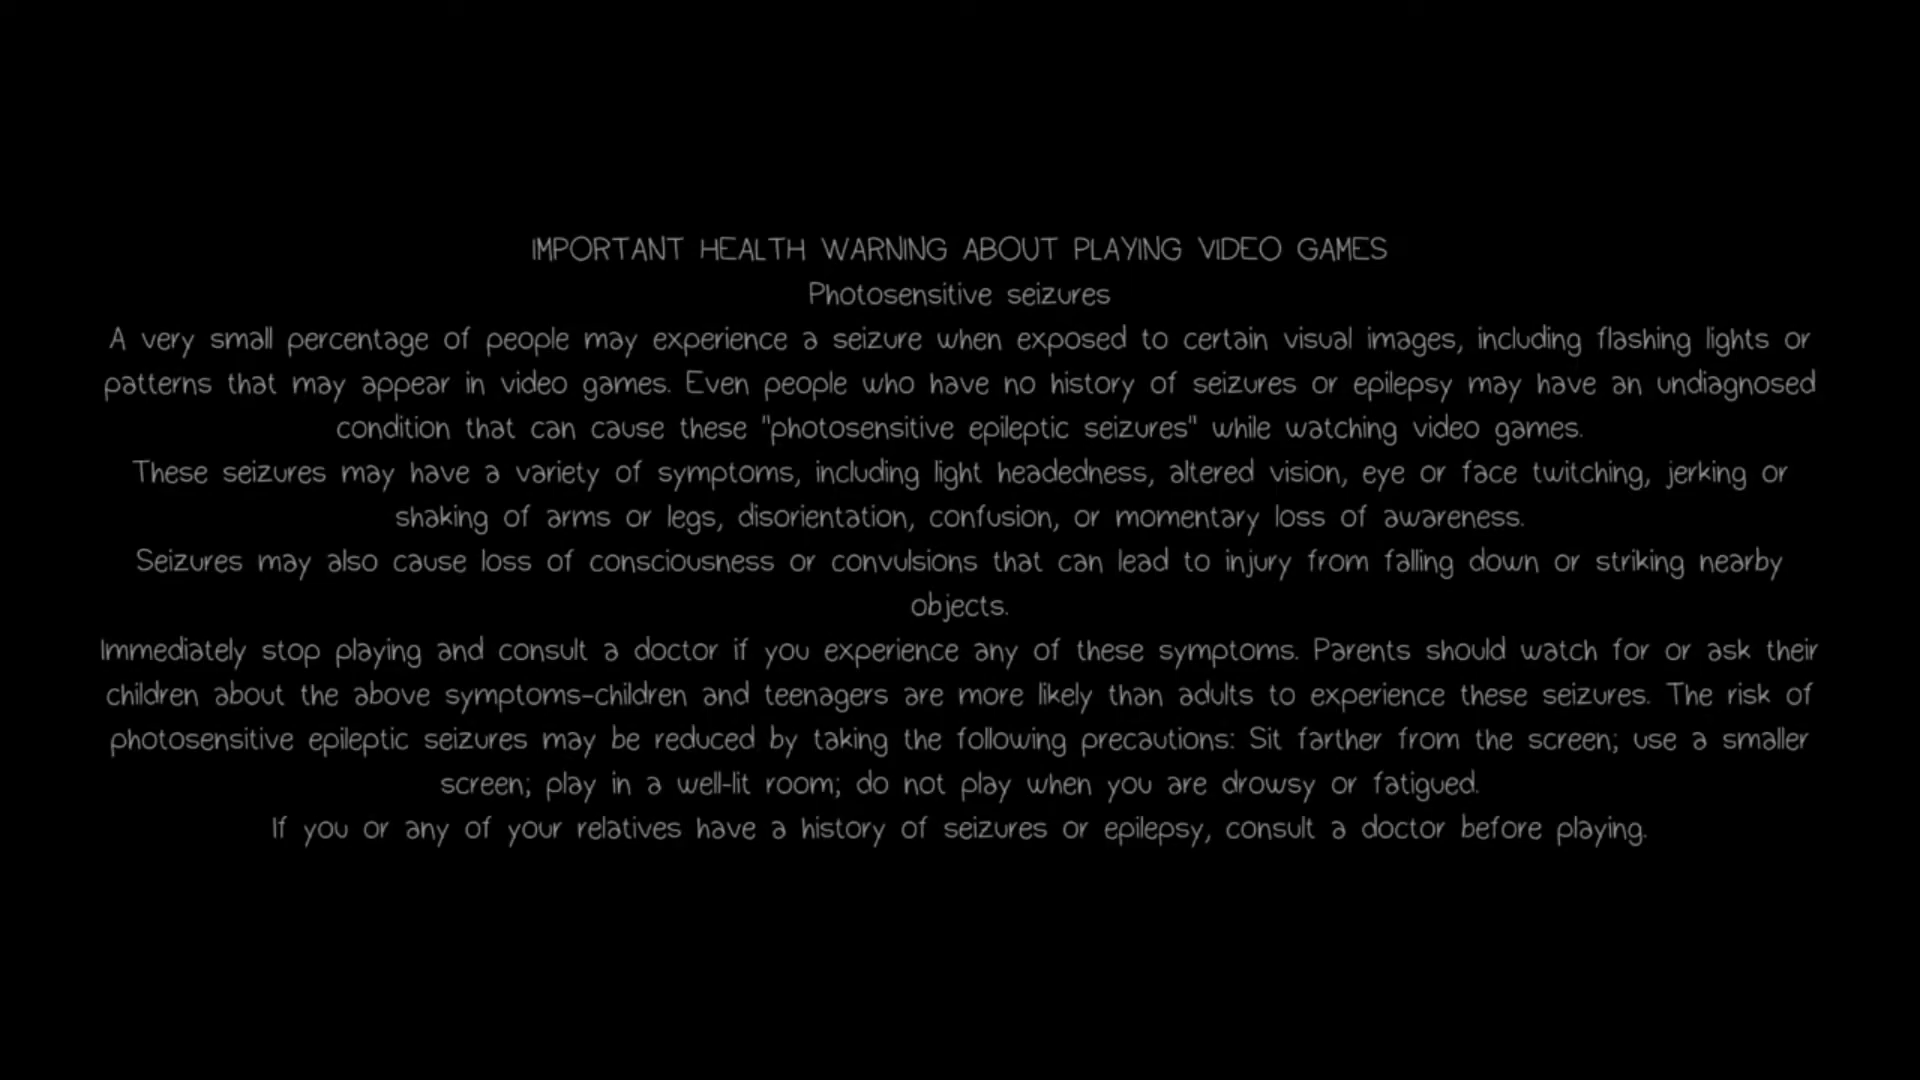 IMPORTANT HEALTH WARNING ABOUT PLAYING VIDEO GAMES
Photosensitive seizures
A very small percentage of people may experience a seizure when exposed to certain visual images, including flashing lights or
patterns that may appear in video games. Even people who have no history of seizures or epilepsy may have an undiagnosed
condition that can cause these "photosensitive epileptic seizures" while watching video games.
These seizures may have a variety of symptoms, including light headedness, altered vision, eye or face twitching, jerking or
shaking of arms or legs, disorientation, confusion, or momentary loss of awareness.
Seizures may also cause loss of consciousness or convulsions that can lead to injury from falling down or striking nearby
objects.
Immediately stop playing and consult a doctor if you experience any of these symptoms. Parents should watch for or ask their
children about the above symptoms-children and teenagers are more likely than adults to experience these seizures. The risk of
photosensitive epileptic seizures may be reduced by taking the following precautions: Sit farther from the screen; use a smaller
screen; play in a well-lit room; do not play when you are drowsy or fatigued.
If you or any of your relatives have a history of seizures or epilepsy, consult a doctor before playing.